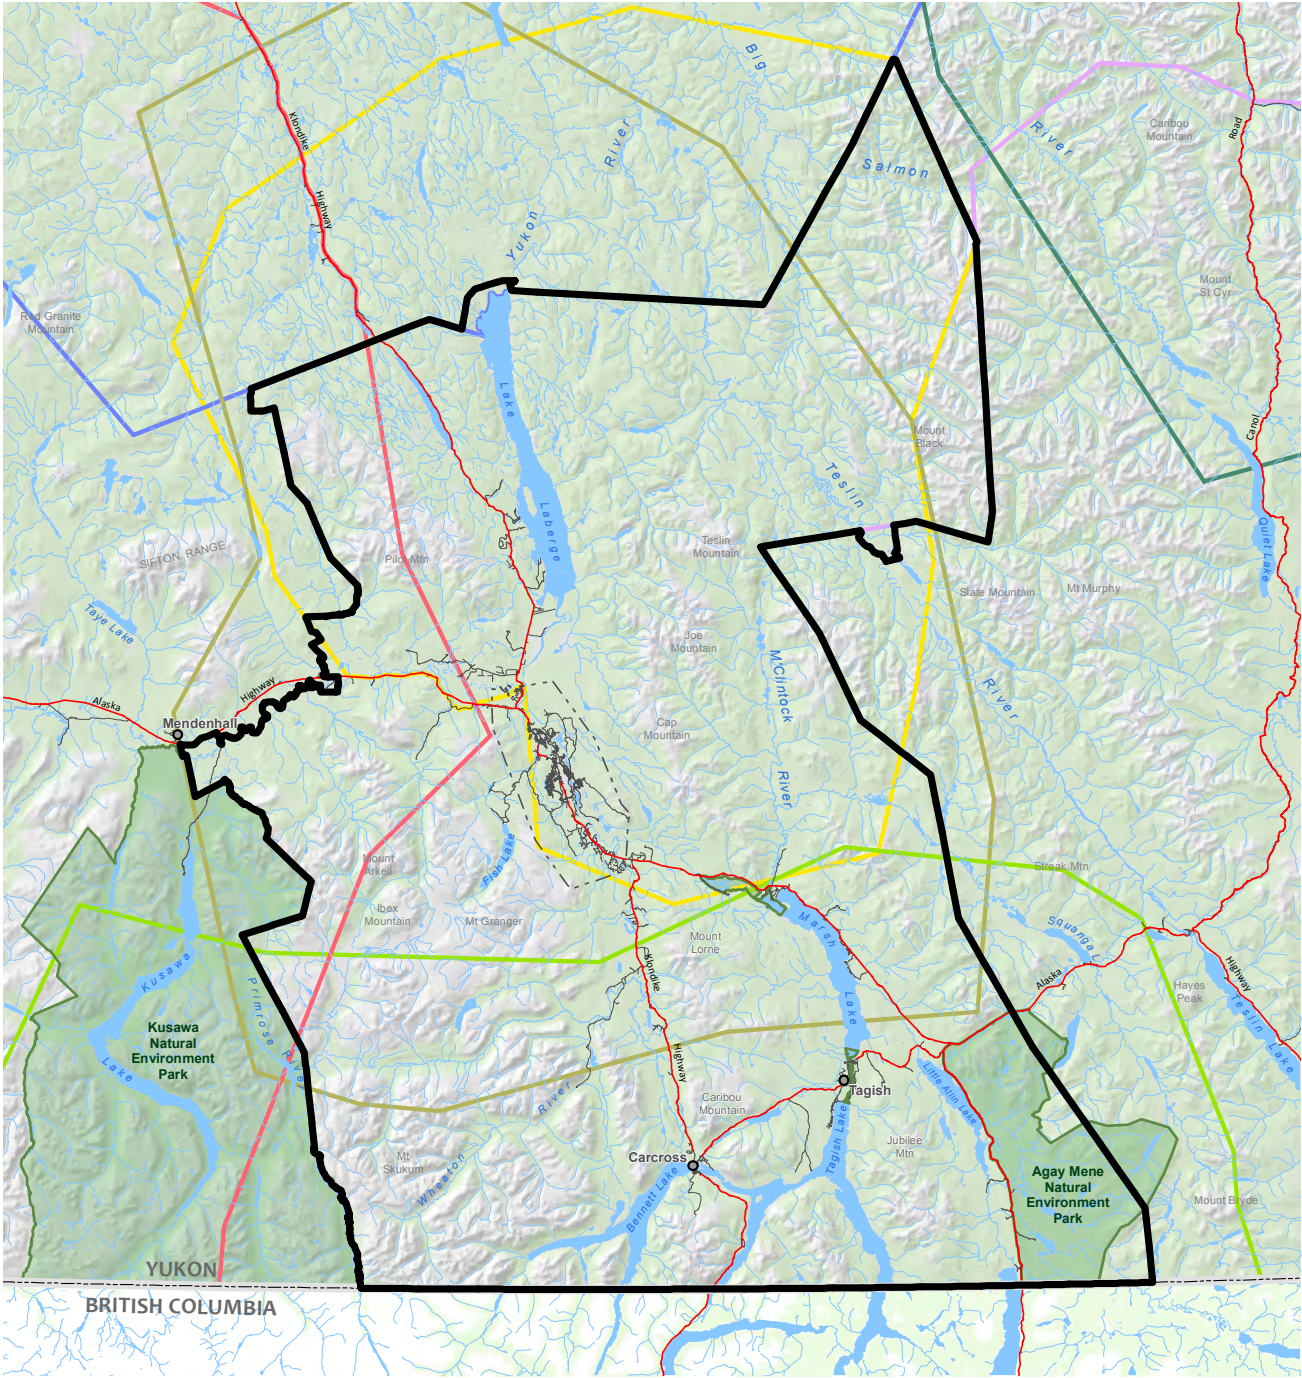 Big
River
Caribou
Mountain
Road
Klondike
Salmon
River
Highway
Yukon
Mount
St Cyr
Red Granite
Mountain
Lake
Canol
Mount
Black
Teslin
Laberge
Quiet Lake
SIFTON RANGE
Pilot Mtn
Teslin
Mountain
Slate Mountain
Mt Murphy
Taye Lake
Joe
Mountain
M'Clintock
River
River
Alaska
Highway
Mendenhall
Cap
Mountain
Fish Lake
Mount
Arkell
Streak Mtn
Ibex
Mountain
Mt Granger
Marsh
Lake
Squanga L
Mount
Lorne
Klondike
Highway
Kusawa
Lake
Primrose River
Alaska
Highway
Hayes
Peak
Teslin Lake
Kusawa
Natural
Environment
Park
River
Wheaton
Caribou
Mountain
Tagish
Little Atlin Lake
Tagish Lake
Jubilee
Mtn
Mt
Skukum
Carcross
Bennett Lake
Agay Mene
Natural
Environment
Park
Mount Bryde
YUKON
BRITISH COLUMBIA